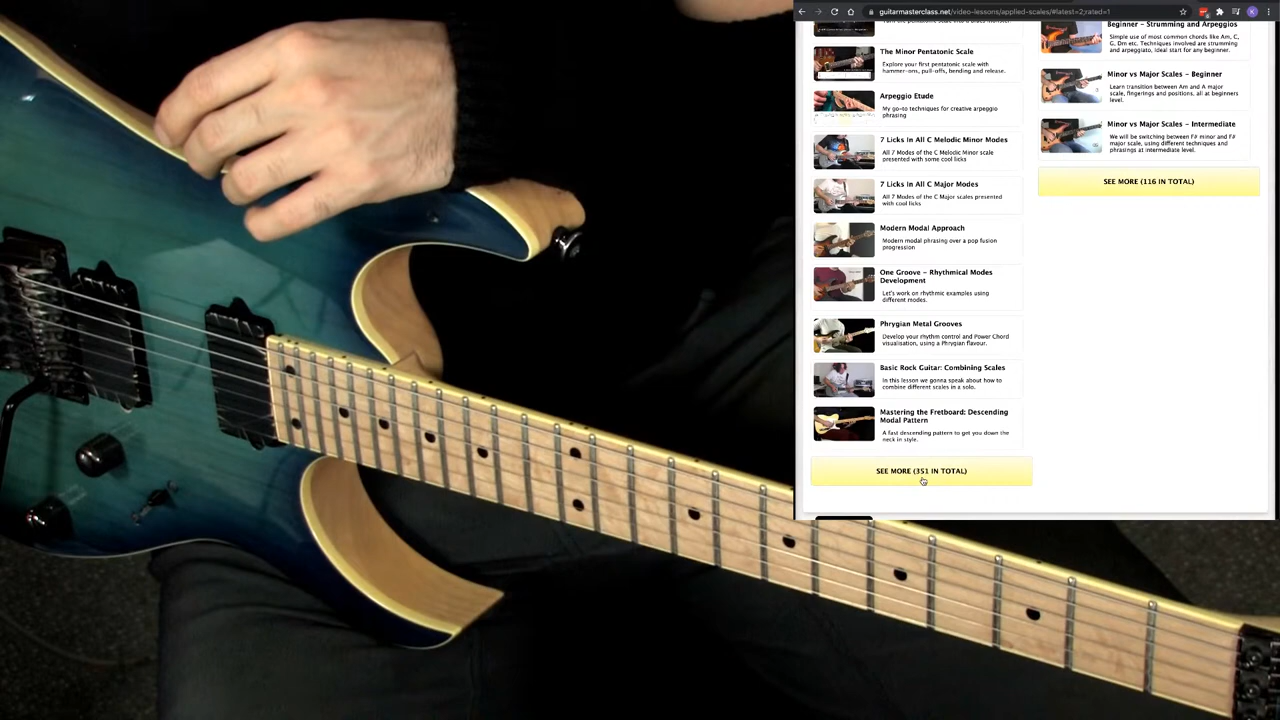 guitarmasterclass.net/video-lessons/applied-scales/#latest=2;rated=1
The Minor Pentatonic Scale
Explore your first pentatonic scale with
hammer-ons, pull-offs, bending and release.
Arpeggio Etude
My go-to techniques for creative arpeggio
phrasing
7 Licks In All C Melodic Minor Modes
All 7 Modes of the C Melodic Minor scale
presented with some cool licks
7 Licks In All C Major Modes
All 7 Modes of the C Major scales presented
with cool licks
Modern Modal Approach
Modern modal phrasing over a pop fusion
progression
One Groove - Rhythmical Modes
Development
Let's work on rhythmic examples using
different modes.
Phrygian Metal Grooves
Develop your rhythm control and Power Chord
visualisation, using a Phrygian flavour.
Basic Rock Guitar: Combining Scales
In this lesson we gonna speak about how to
combine different scales in a solo.
Mastering the Fretboard: Descending
Modal Pattern
A fast descending pattern to get you down the
neck in style.
SEE MORE (351 IN TOTAL)
Beginner - Strumming and Arpeggios
Simple use of most common chords like Am, C,
G, Dm etc. Techniques involved are strumming
and arpeggiato, ideal start for any beginner.
Minor vs Major Scales - Beginner
Learn transition between Am and A major
scale, fingerings and positions, all at beginners
level.
Minor vs Major Scales - Intermediate
We will be switching between F# minor and F#
major scale, using different techniques and
phrasings at intermediate level.
SEE MORE (116 IN TOTAL)